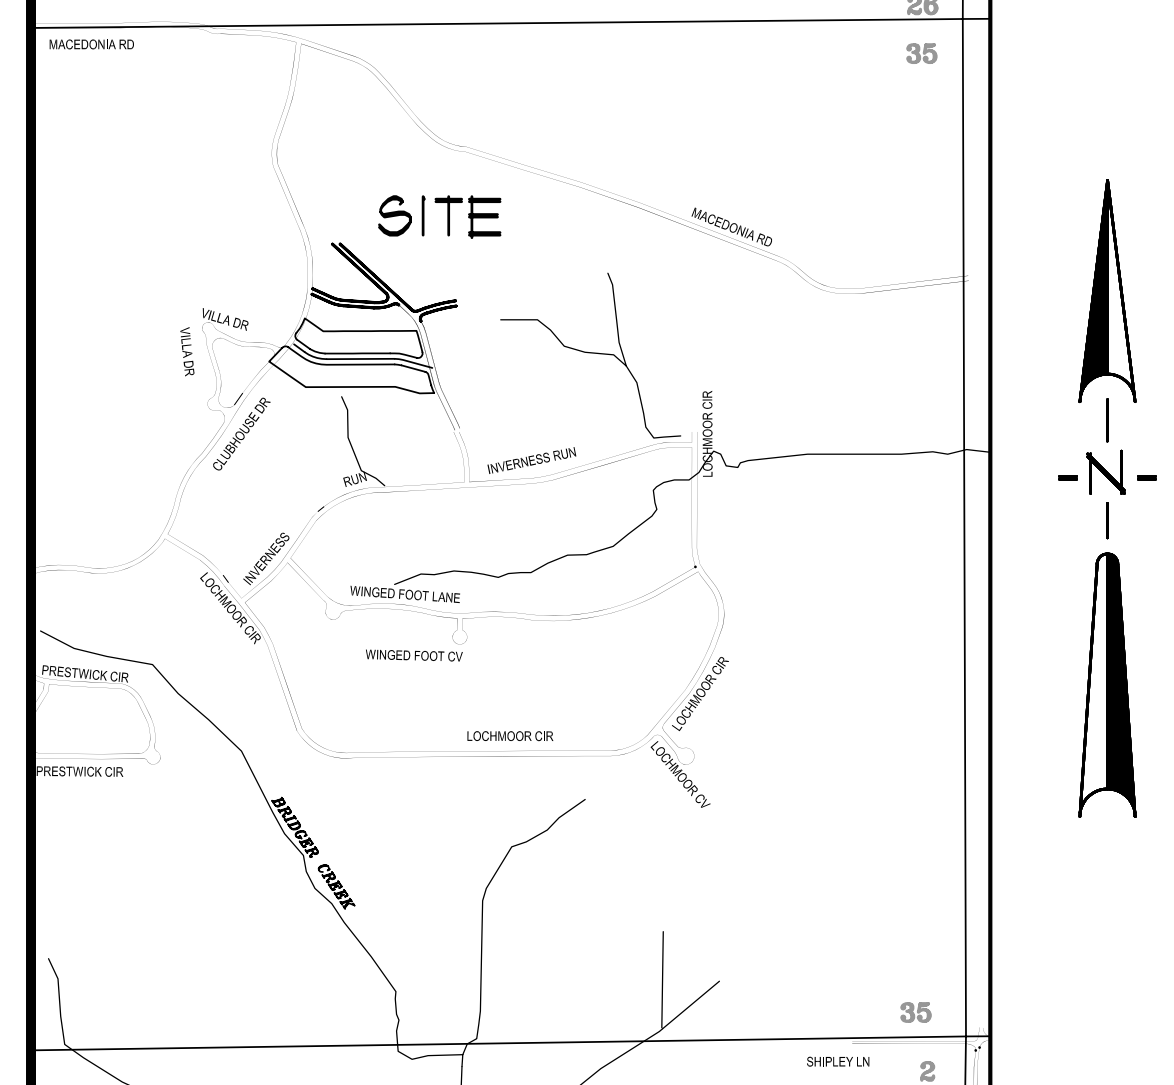 26
MACEDONIA RD
35
SITE
MACEDONIA RD
VILLA DR
VILLA DR
CLUBHOUSE DR
LOCHMOOR CIR
INVERNESS RUN
RUN
N
INVERNESS
LOCHMOOR CIR
WINGED FOOT LANE
WINGED FOOT CV
PRESTWICK CIR
LOCHMOOR CIR
LOCHMOOR CIR
LOCHMOOR CV
PRESTWICK CIR
BRIDGER CREEK
35
SHIPLEY LN
2